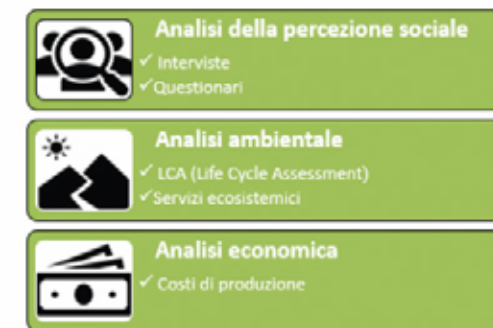 Analisi della percezione sociale
✓ Interviste
✓Questionari
Analisi ambientale
✓ LCA (Life Cycle Assessment)
✓Servizi ecosistemici
Analisi economica
✓ Costi di produzione